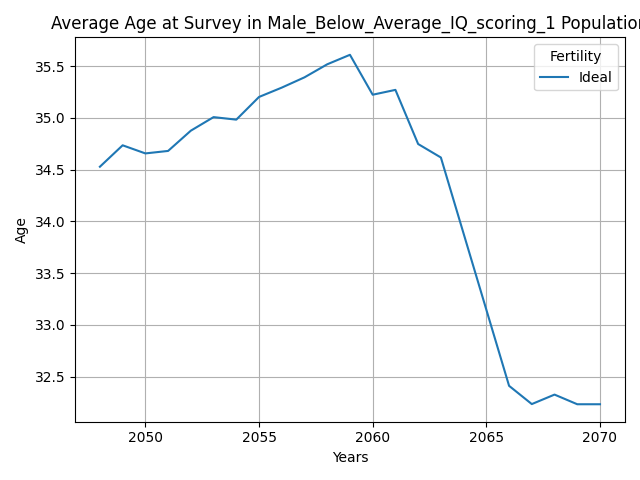 Average Age at Survey in Male_Below_Average_IQ_scoring_1 Population
Fertility
Ideal
35.5
35.0
34.5
34.0
33.5
33.0
32.5
Age
2050 2055 2060 2065 2070
Years